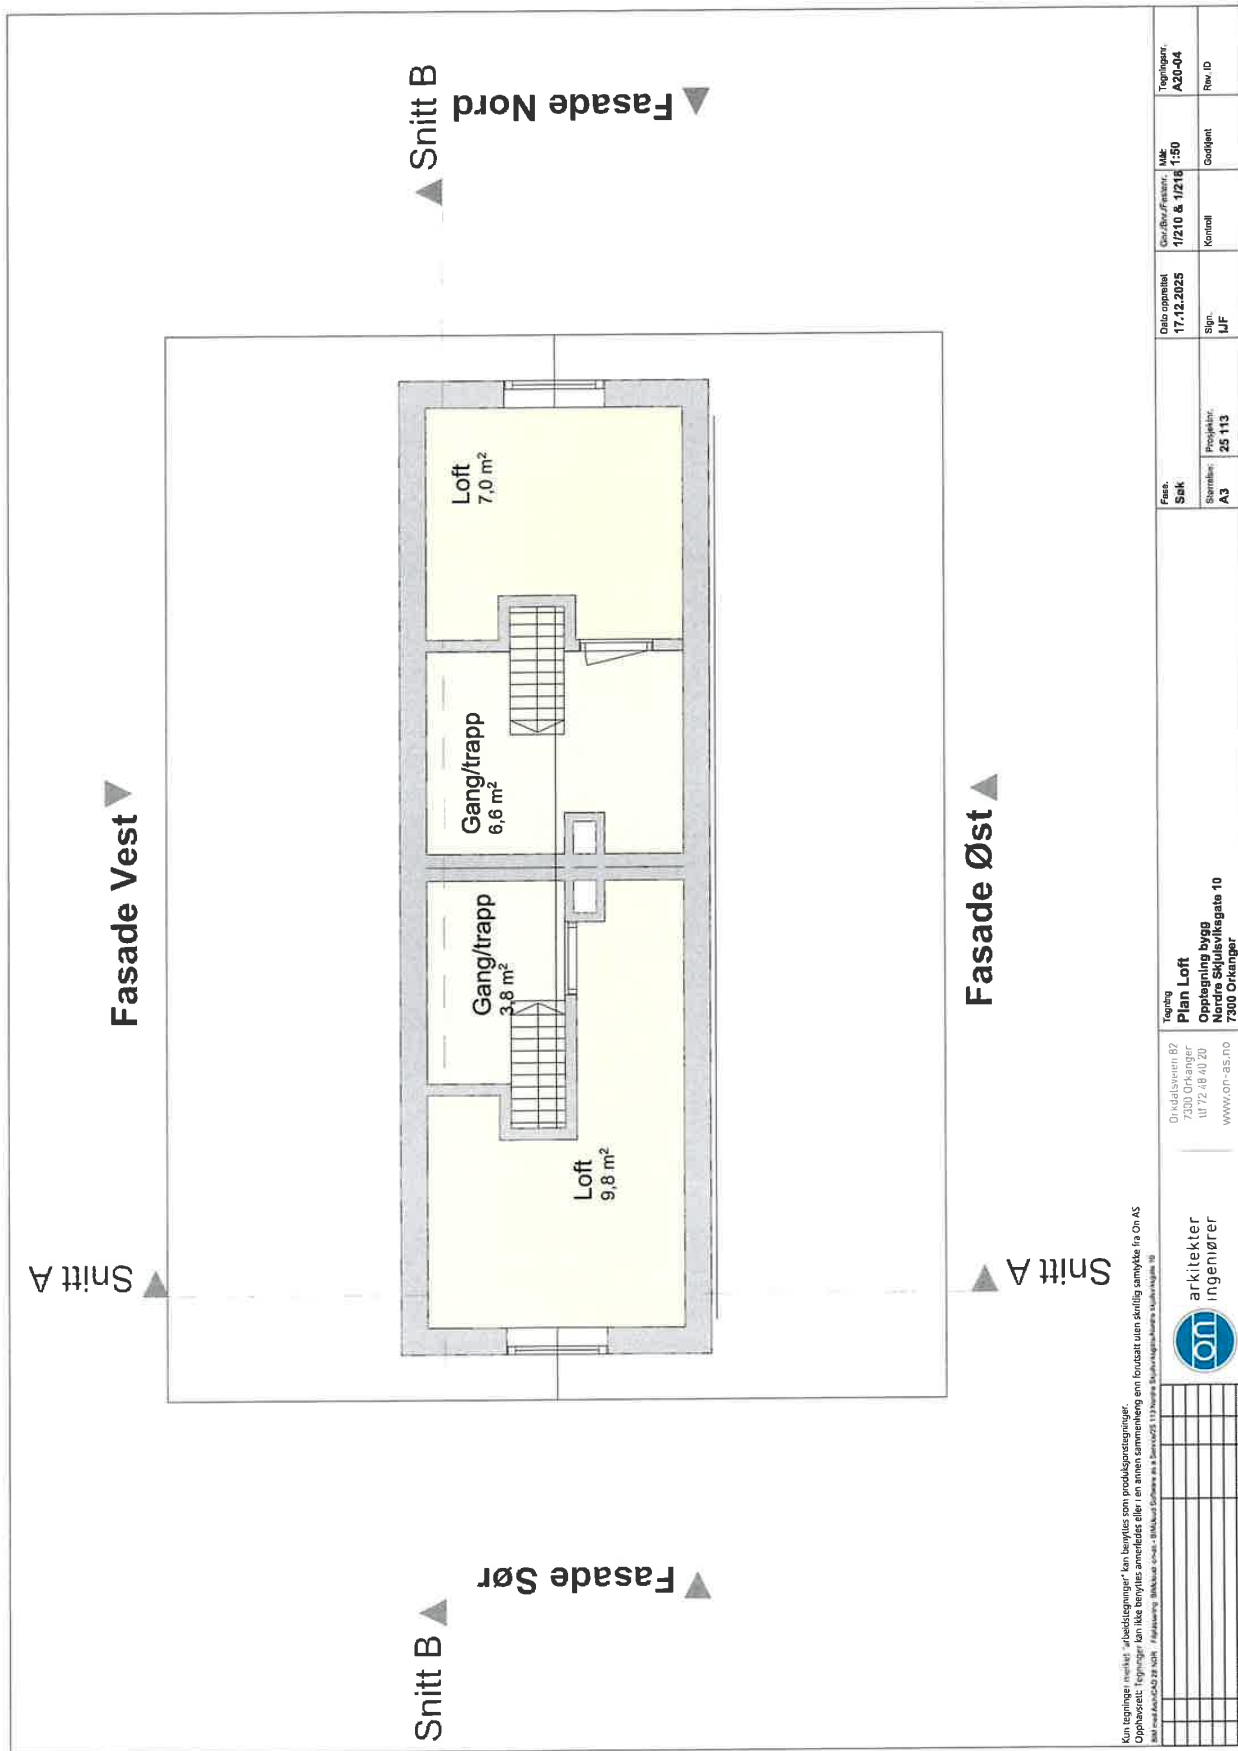 Fasade Vest
Snitt A
Snitt B
Fasade Nord
Loft
7,0 m²
Gang/trapp
6,6 m²
Gang/trapp
3,8 m²
Loft
9,8 m²
Snitt B
Fasade Sør
Snitt A
Fasade Øst
Kun tegninger merket "arbeidstegninger" kan benyttes som produksjonstegninger.
Opphavsrett: Tegninger kan ikke benyttes annerledes eller i en annen sammenheng enn forutsatt uten skriftlig samtykke fra On AS
on
arkitekter
ingeniører
Orkdalsveien 82
7300 Orkanger
tlf 72 48 40 20
www.on-as.no
Tegning
Plan Loft
Opptegning bygg
Nordre Skjulsviksgate 10
7300 Orkanger
Fase.
Søk
Størrelse:
A3
Prosjektnr.
25 113
Dato opprettet
17.12.2025
Sign.
IJF
Gnr./Bnr./Festenr.
1/210 & 1/218
Kontroll
Mål:
1:50
Godkjent
Tegningsnr.
A20-04
Rev. ID